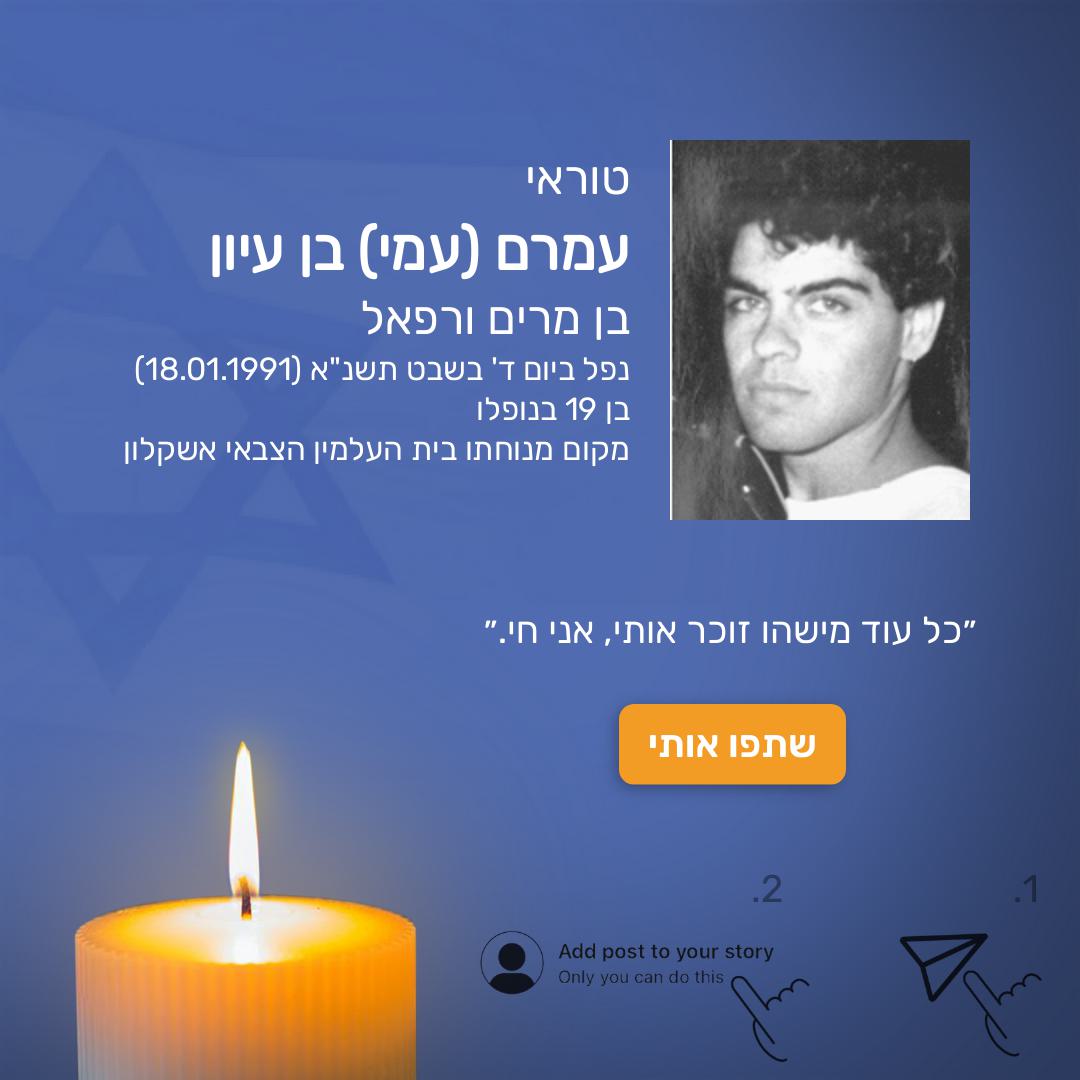 טוראי
עמרם (עמי) בן עיון
בן מרים ורפאל
נפל ביום ד' בשבט תשנ"א (18.01.1991)
בן 19 בנופלו
מקום מנוחתו בית העלמין הצבאי אשקלון
״כל עוד מישהו זוכר אותי, אני חי.״
שתפו אותי
.1
.2
Add post to your story
Only you can do this